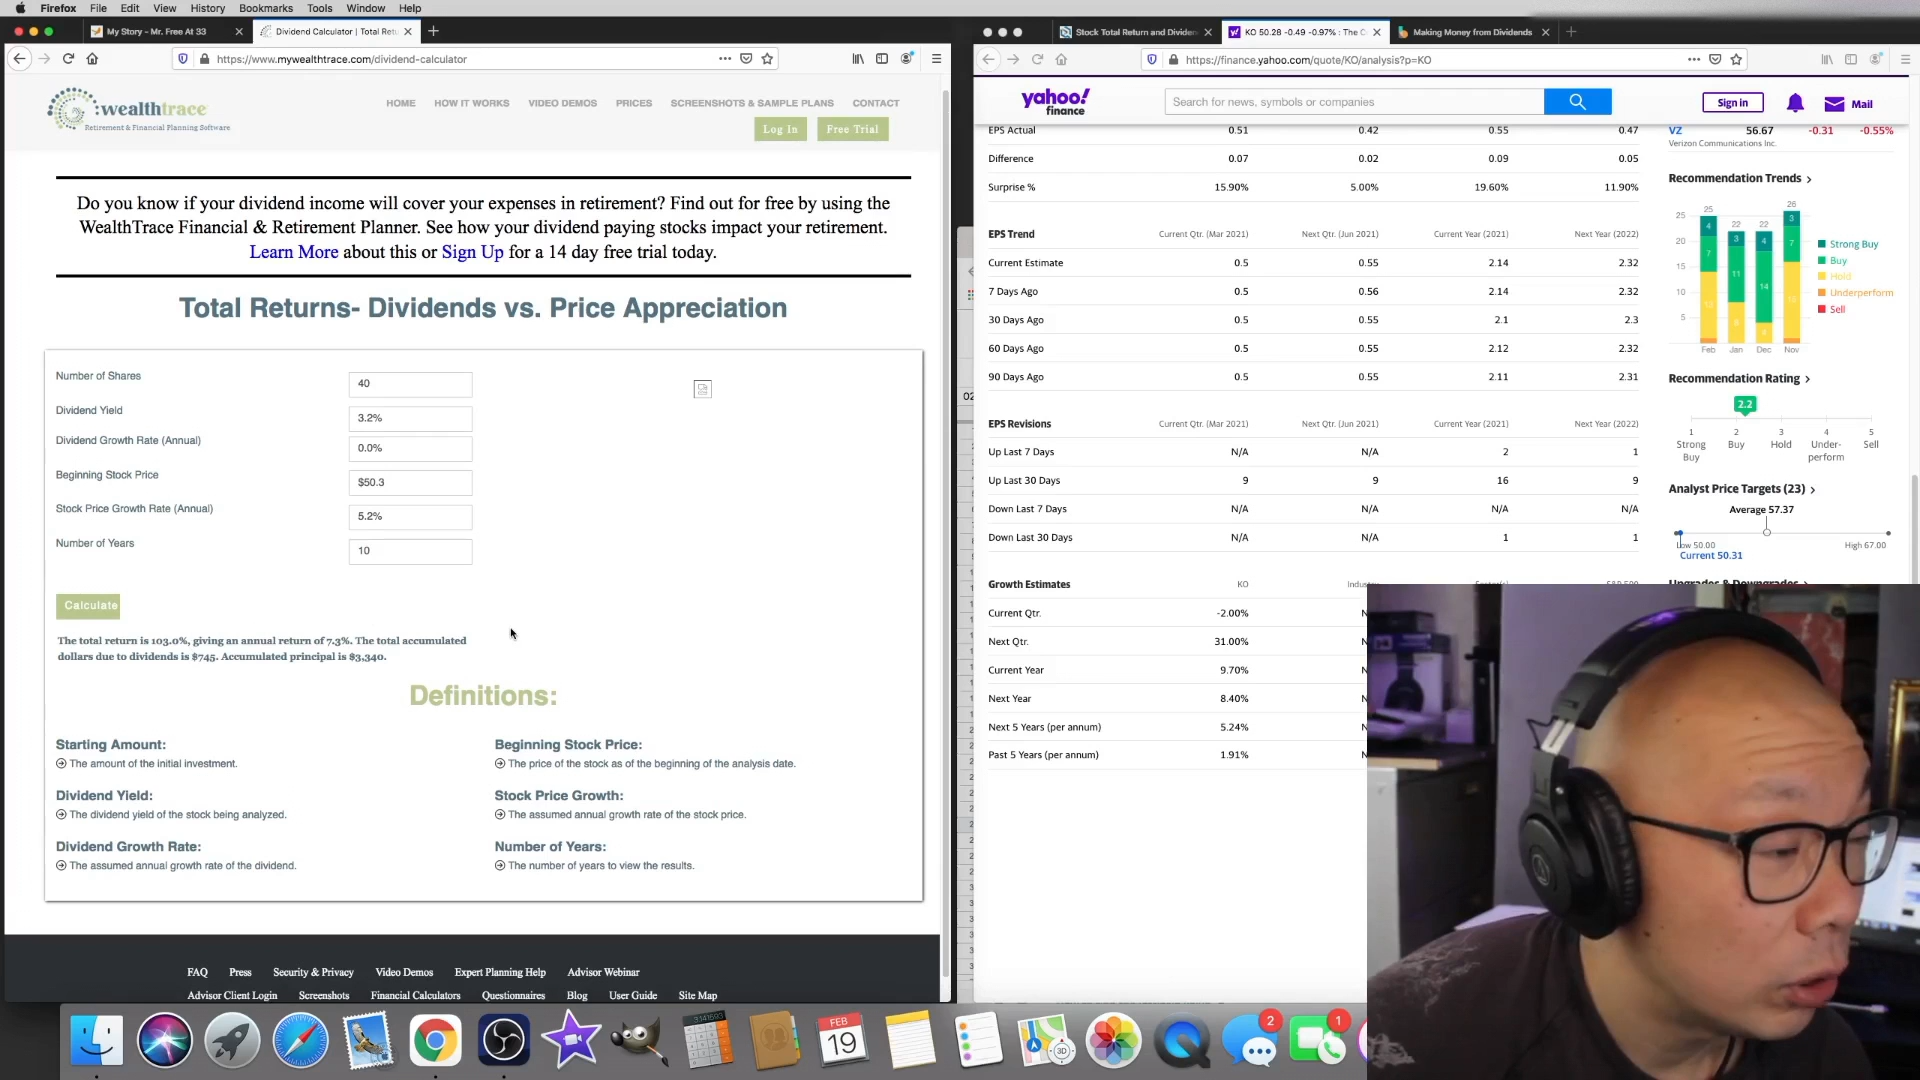 Firefox File Edit View History Bookmarks Tools Window Help
My Story - Mr. Free At 33
Dividend Calculator | Total Retu
https://www.mywealthtrace.com/dividend-calculator
wealthtrace
Retirement & Financial Planning Software
HOME HOW IT WORKS VIDEO DEMOS PRICES SCREENSHOTS & SAMPLE PLANS CONTACT
Log In Free Trial
Do you know if your dividend income will cover your expenses in retirement? Find out for free by using the
WealthTrace Financial & Retirement Planner. See how your dividend paying stocks impact your retirement.
Learn More about this or Sign Up for a 14 day free trial today.
Total Returns- Dividends vs. Price Appreciation
Number of Shares 40
Dividend Yield 3.2%
Dividend Growth Rate (Annual) 0.0%
Beginning Stock Price $50.3
Stock Price Growth Rate (Annual) 5.2%
Number of Years 10
Calculate
The total return is 103.0%, giving an annual return of 7.3%. The total accumulated
dollars due to dividends is $745. Accumulated principal is $3,340.
Definitions:
Starting Amount:
The amount of the initial investment.
Dividend Yield:
The dividend yield of the stock being analyzed.
Dividend Growth Rate:
The assumed annual growth rate of the dividend.
Beginning Stock Price:
The price of the stock as of the beginning of the analysis date.
Stock Price Growth:
The assumed annual growth rate of the stock price.
Number of Years:
The number of years to view the results.
FAQ Press Security & Privacy Video Demos Expert Planning Help Advisor Webinar
Advisor Client Login Screenshots Financial Calculators Questionnaires Blog User Guide Site Map
Stock Total Return and Dividen
KO 50.28 -0.49 -0.97% : The C
Making Money from Dividends
https://finance.yahoo.com/quote/KO/analysis?p=KO
yahoo!
finance
Search for news, symbols or companies
Sign in
Mail
EPS Actual 0.51 0.42 0.55 0.47
Difference 0.07 0.02 0.09 0.05
Surprise % 15.90% 5.00% 19.60% 11.90%
EPS Trend Current Qtr. (Mar 2021) Next Qtr. (Jun 2021) Current Year (2021) Next Year (2022)
Current Estimate 0.5 0.55 2.14 2.32
7 Days Ago 0.5 0.56 2.14 2.32
30 Days Ago 0.5 0.55 2.1 2.3
60 Days Ago 0.5 0.55 2.12 2.32
90 Days Ago 0.5 0.55 2.11 2.31
EPS Revisions Current Qtr. (Mar 2021) Next Qtr. (Jun 2021) Current Year (2021) Next Year (2022)
Up Last 7 Days N/A N/A 2 1
Up Last 30 Days 9 9 16 9
Down Last 7 Days N/A N/A N/A N/A
Down Last 30 Days N/A N/A 1 1
Growth Estimates KO
Current Qtr. -2.00% N
Next Qtr. 31.00% N
Current Year 9.70% N
Next Year 8.40% N
Next 5 Years (per annum) 5.24% N
Past 5 Years (per annum) 1.91% N
VZ 56.67 -0.31 -0.55%
Verizon Communications Inc.
Recommendation Trends
25 22 22 26
25
20
15
10
5
4 3 4 3
7 11 14 7
Feb Jan Dec Nov
Strong Buy
Buy
Hold
Underperform
Sell
Recommendation Rating
2.2
1 2 3 4 5
Strong Buy Hold Under- Sell
Buy perform
Analyst Price Targets (23)
Average 57.37
Low 50.00 High 67.00
Current 50.31
02
FEB
19
3D
2
1